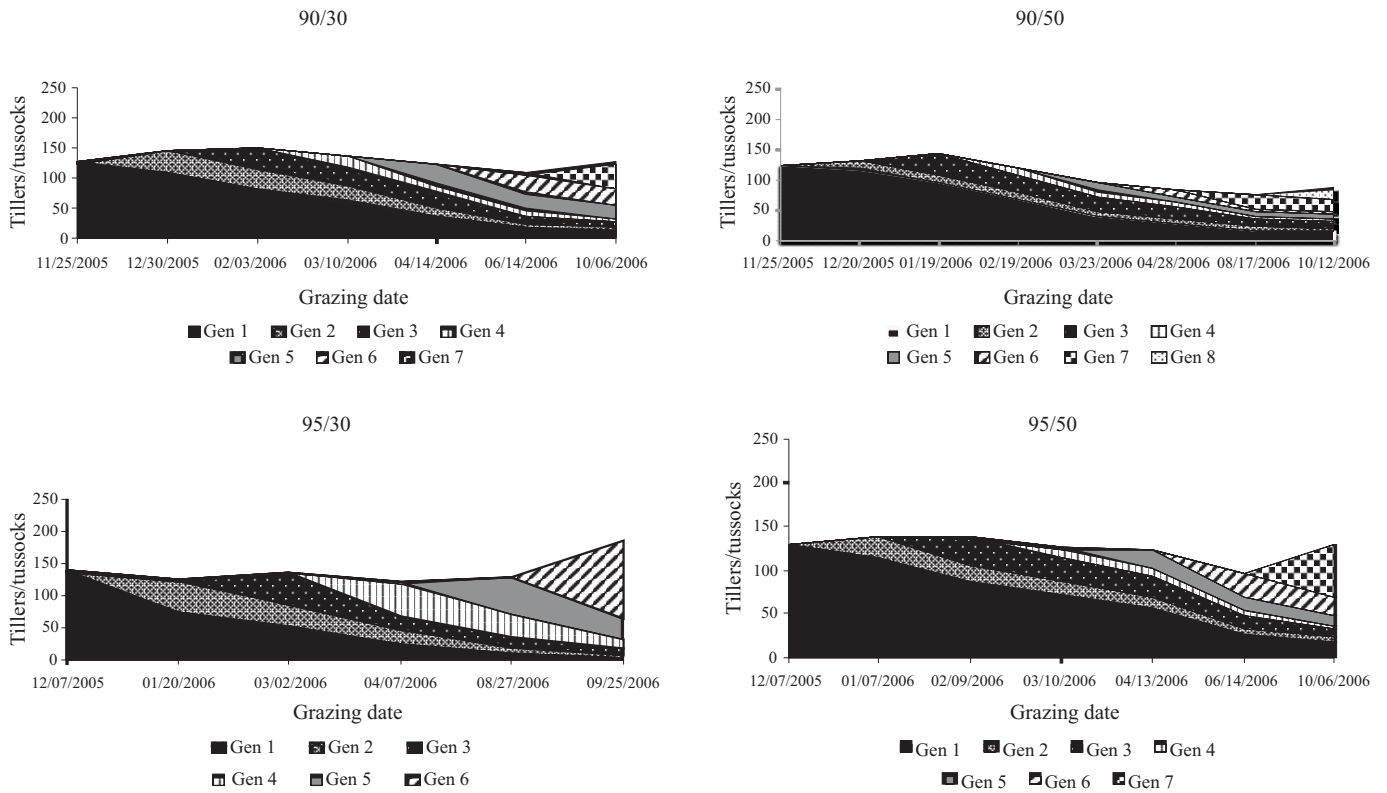 90/30
250
200
150
100
50
0
Tillers/tussocks
11/25/2005 12/30/2005 02/03/2006 03/10/2006 04/14/2006 06/14/2006 10/06/2006
Grazing date
Gen 1 Gen 2 Gen 3 Gen 4
Gen 5 Gen 6 Gen 7
90/50
250
200
150
100
50
0
Tillers/tussocks
11/25/2005 12/20/2005 01/19/2006 02/19/2006 03/23/2006 04/28/2006 08/17/2006 10/12/2006
Grazing date
Gen 1 Gen 2 Gen 3 Gen 4
Gen 5 Gen 6 Gen 7 Gen 8
95/30
250
200
150
100
50
0
Tillers/tussocks
12/07/2005 01/20/2006 03/02/2006 04/07/2006 08/27/2006 09/25/2006
Grazing date
Gen 1 Gen 2 Gen 3
Gen 4 Gen 5 Gen 6
95/50
250
200
150
100
50
0
Tillers/tussocks
12/07/2005 01/07/2006 02/09/2006 03/10/2006 04/13/2006 06/14/2006 10/06/2006
Grazing date
Gen 1 Gen 2 Gen 3 Gen 4
Gen 5 Gen 6 Gen 7